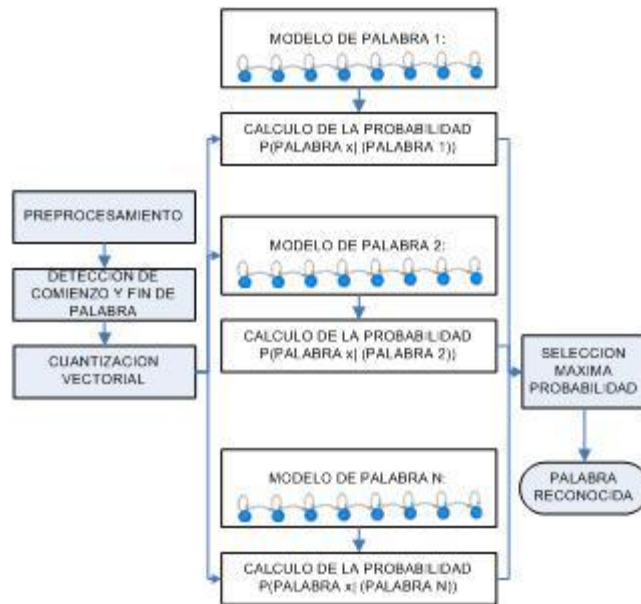 MODELO DE PALABRA 1:
CALCULO DE LA PROBABILIDAD
P(PALABRA x| (PALABRA 1))
PREPROCESAMIENTO
DETECCION DE
COMIENZO Y FIN DE
PALABRA
CUANTIZACION
VECTORIAL
MODELO DE PALABRA 2:
CALCULO DE LA PROBABILIDAD
P(PALABRA x| (PALABRA 2))
MODELO DE PALABRA N:
CALCULO DE LA PROBABILIDAD
P(PALABRA x| (PALABRA N))
SELECCION
MAXIMA
PROBABILIDAD
PALABRA
RECONOCIDA